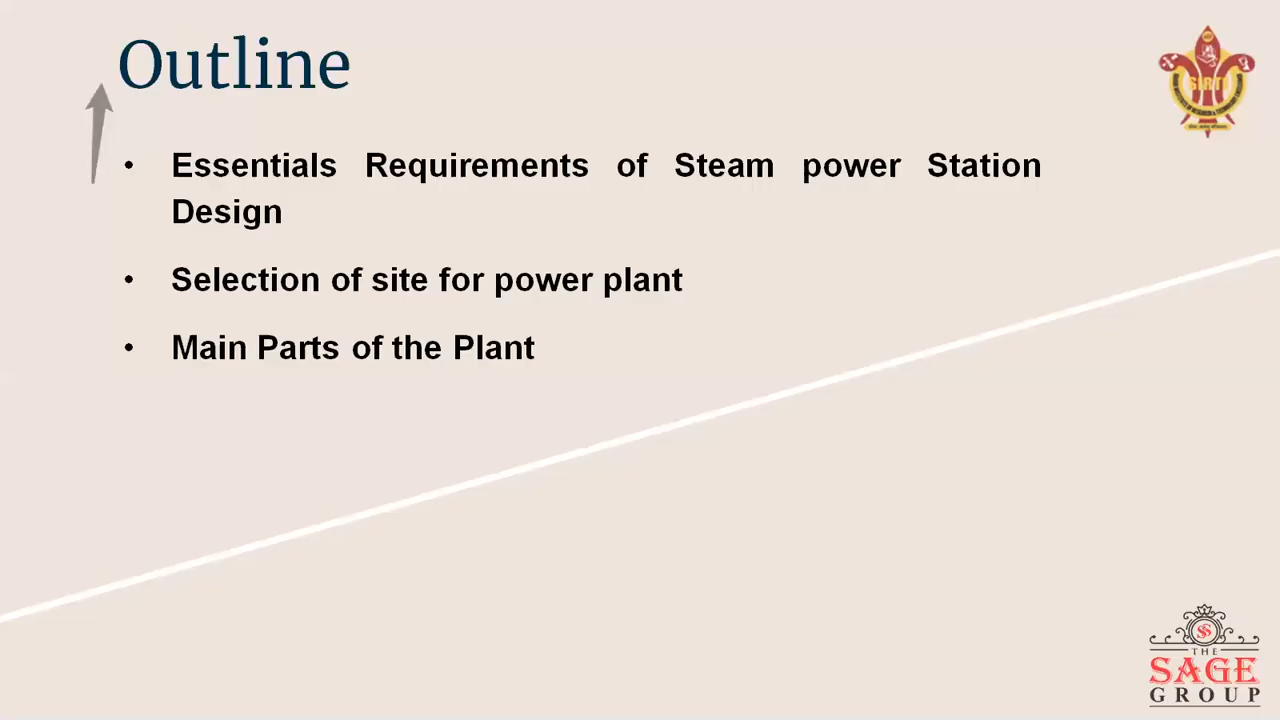 Outline
• Essentials Requirements of Steam power Station
Design
• Selection of site for power plant
• Main Parts of the Plant
SIRT
THE
SAGE
GROUP